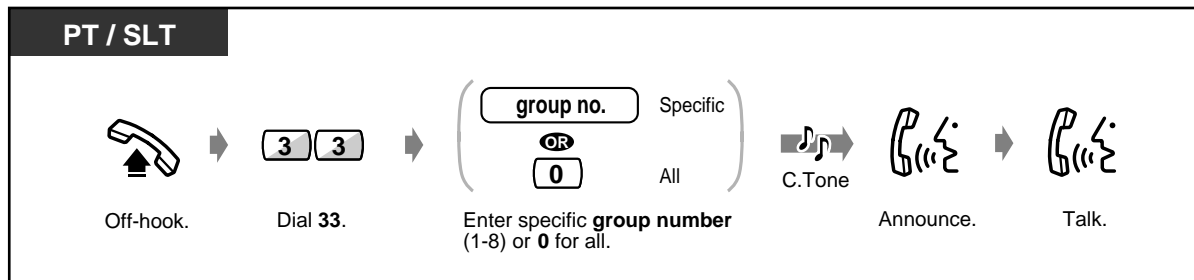 PT / SLT
group no. Specific
OR
3 3
0 All
C.Tone
Off-hook.
Dial 33.
Enter specific group number
(1-8) or 0 for all.
Announce.
Talk.